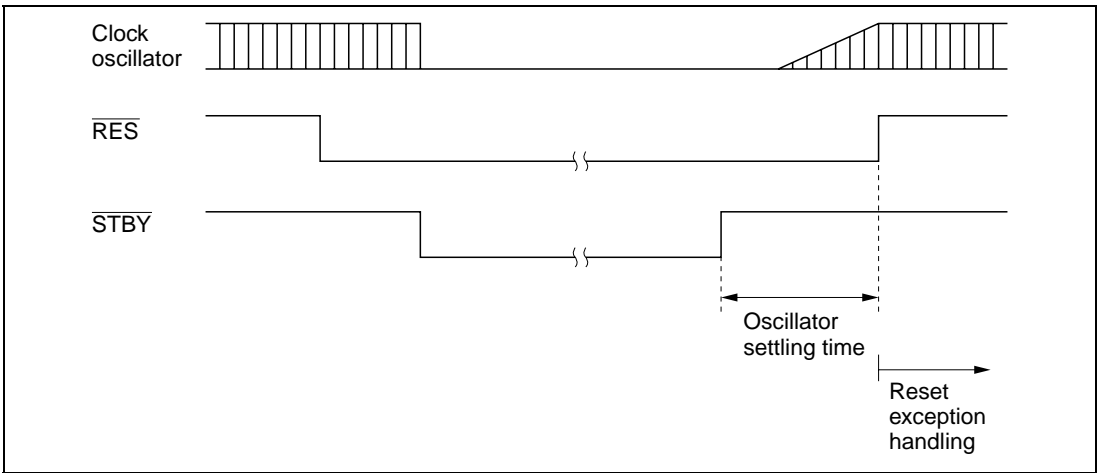 Clock
oscillator
RES
STBY
Oscillator
settling time
Reset
exception
handling